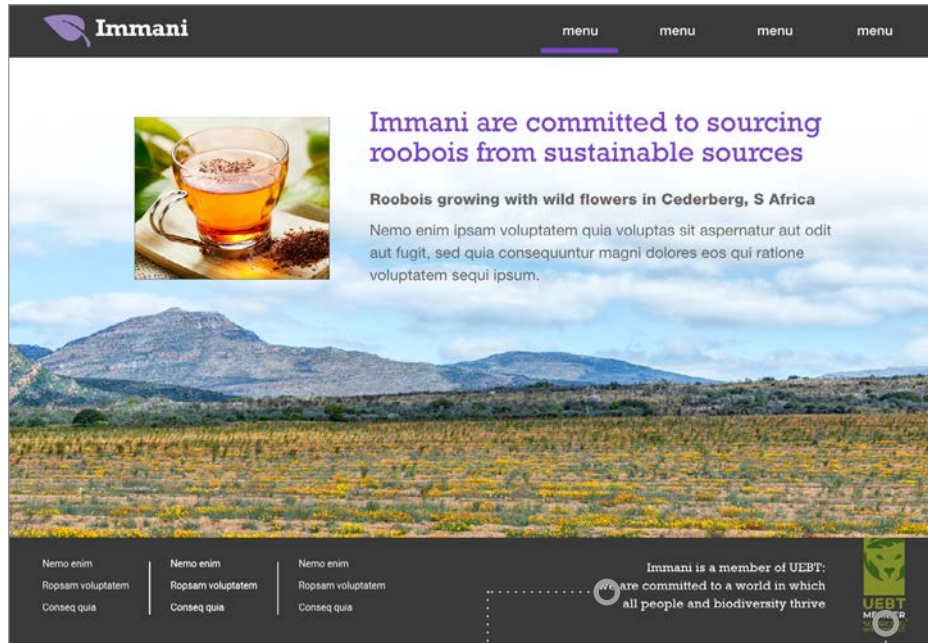 Immani
menu menu menu menu
Immani are committed to sourcing
roobois from sustainable sources
Roobois growing with wild flowers in Cederberg, S Africa
Nemo enim ipsam voluptatem quia voluptas sit aspernatur aut odit
aut fugit, sed quia consequuntur magni dolores eos qui ratione
voluptatem sequi ipsum.
Nemo enim
Ropsam voluptatem
Conseq quia
Nemo enim
Ropsam voluptatem
Conseq quia
Nemo enim
Ropsam voluptatem
Conseq quia
Immani is a member of UEBT:
we are committed to a world in which
all people and biodiversity thrive
UEBT
MEMBER